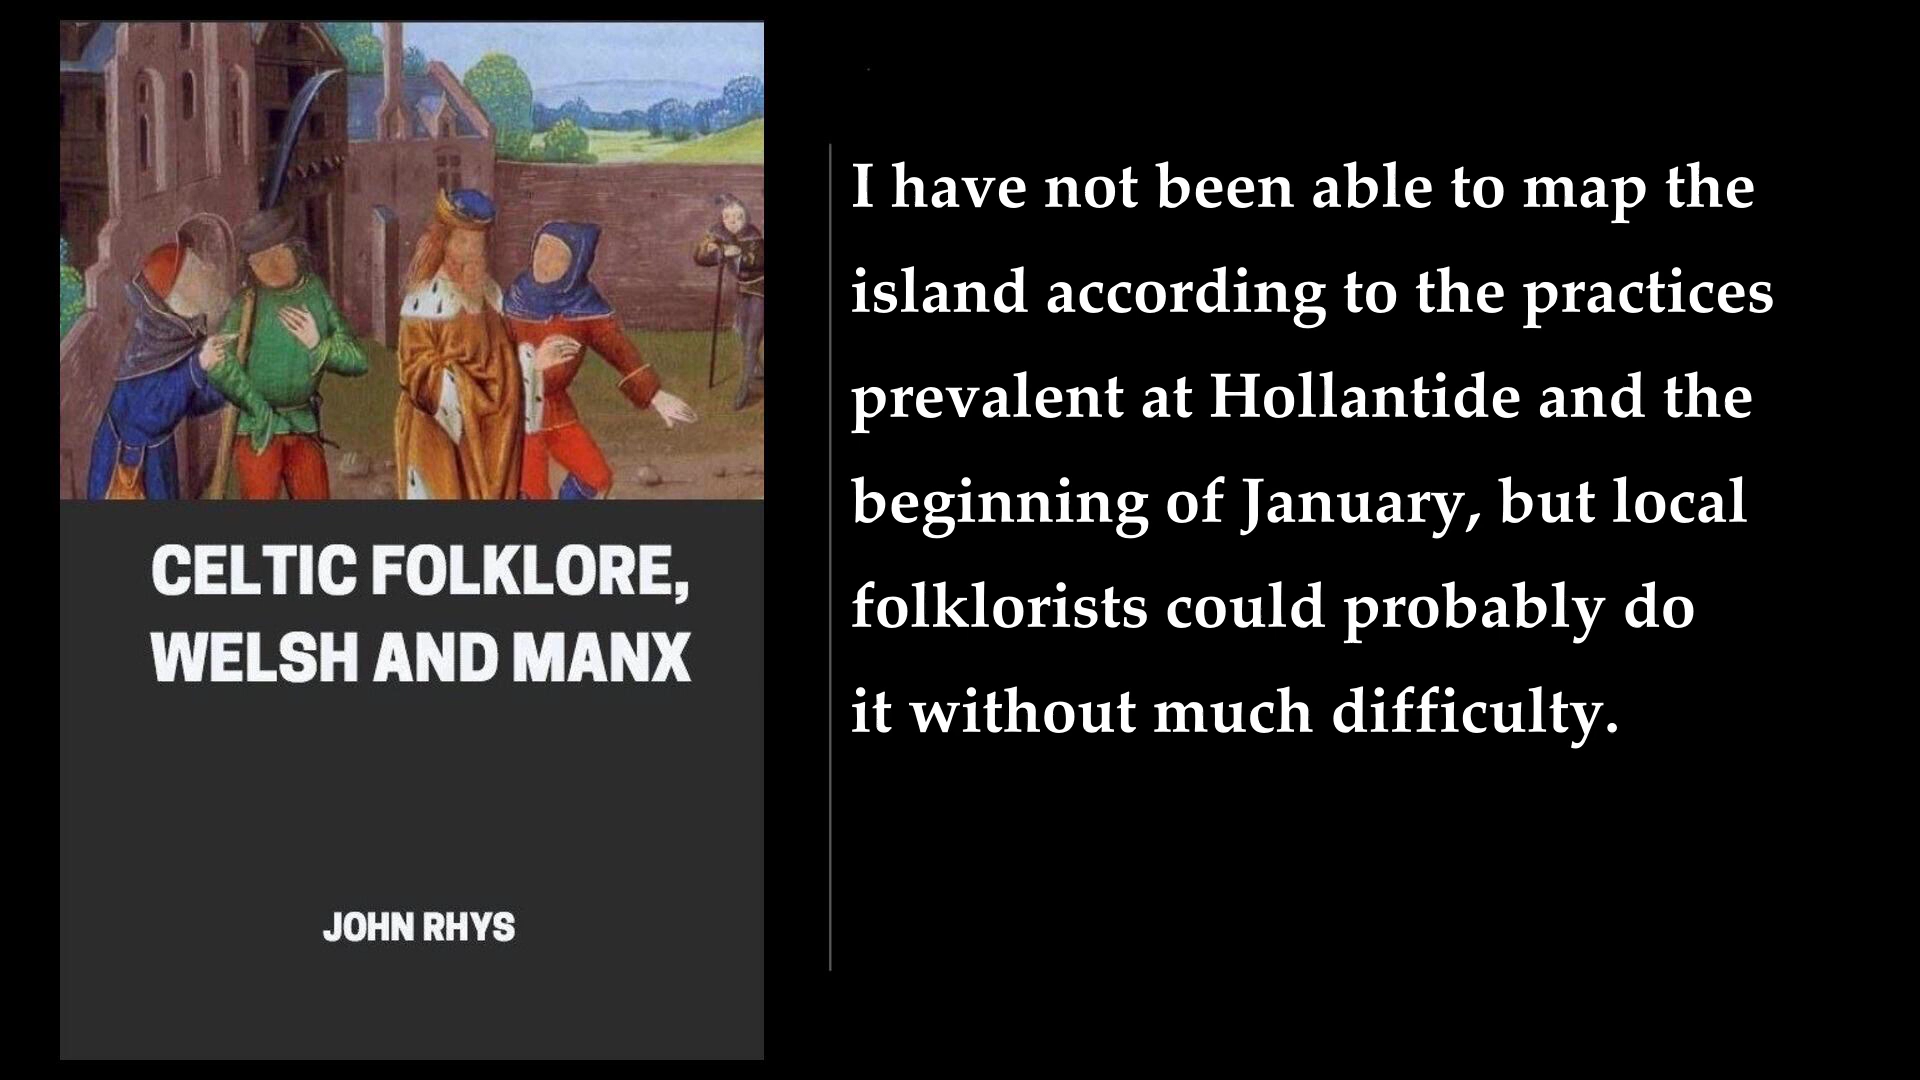 CELTIC FOLKLORE,
WELSH AND MANX
JOHN RHYS
I have not been able to map the
island according to the practices
prevalent at Hollantide and the
beginning of January, but local
folklorists could probably do
it without much difficulty.